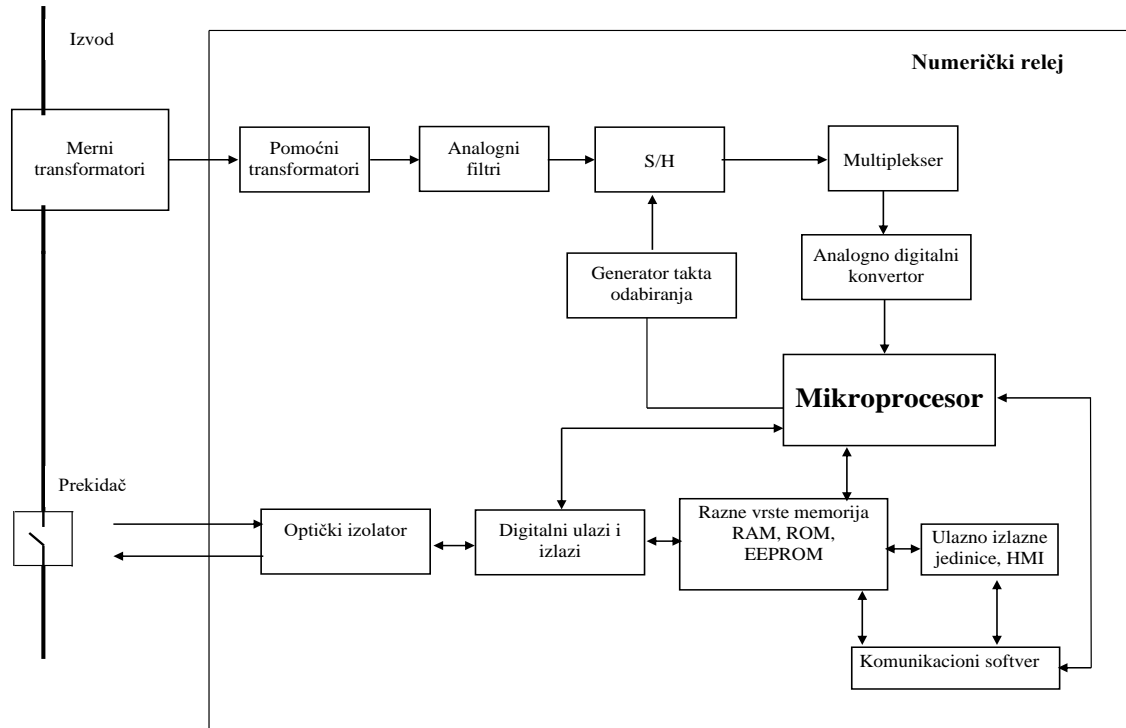 Izvod
Numerički relej
Merni
transformatori
Pomoćni
transformatori
Analogni
filtri
S/H
Multiplekser
Generator takta
odabiranja
Analogno digitalni
konvertor
Mikroprocesor
Prekidač
Optički izolator
Digitalni ulazi i
izlazi
Razne vrste memorija
RAM, ROM,
EEPROM
Ulazno izlazne
jedinice, HMI
Komunikacioni softver